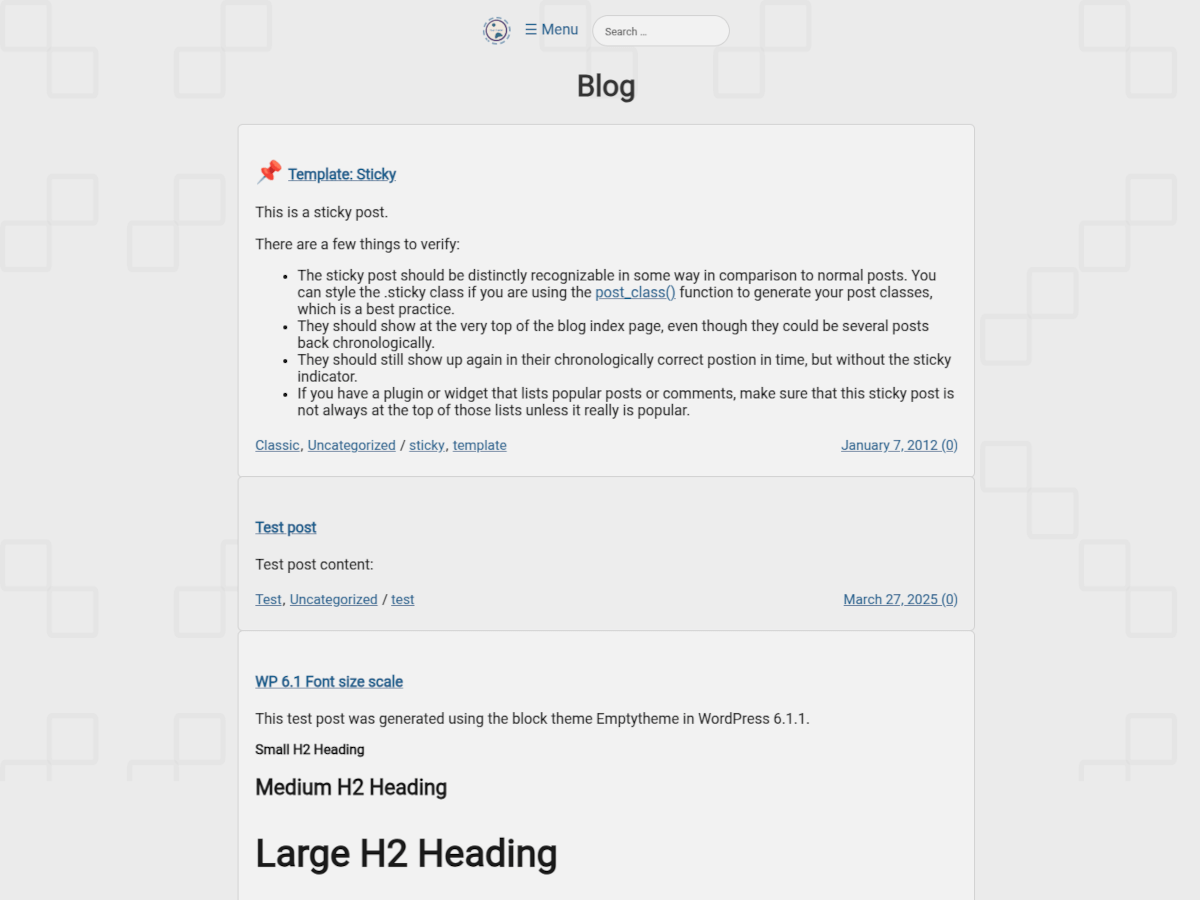 ☰ Menu
Search …
Blog
📌 Template: Sticky
This is a sticky post.
There are a few things to verify:
• The sticky post should be distinctly recognizable in some way in comparison to normal posts. You
can style the .sticky class if you are using the post_class() function to generate your post classes,
which is a best practice.
• They should show at the very top of the blog index page, even though they could be several posts
back chronologically.
• They should still show up again in their chronologically correct postion in time, but without the sticky
indicator.
• If you have a plugin or widget that lists popular posts or comments, make sure that this sticky post is
not always at the top of those lists unless it really is popular.
Classic, Uncategorized / sticky, template January 7, 2012 (0)
Test post
Test post content:
Test, Uncategorized / test March 27, 2025 (0)
WP 6.1 Font size scale
This test post was generated using the block theme Emptytheme in WordPress 6.1.1.
Small H2 Heading
Medium H2 Heading
Large H2 Heading